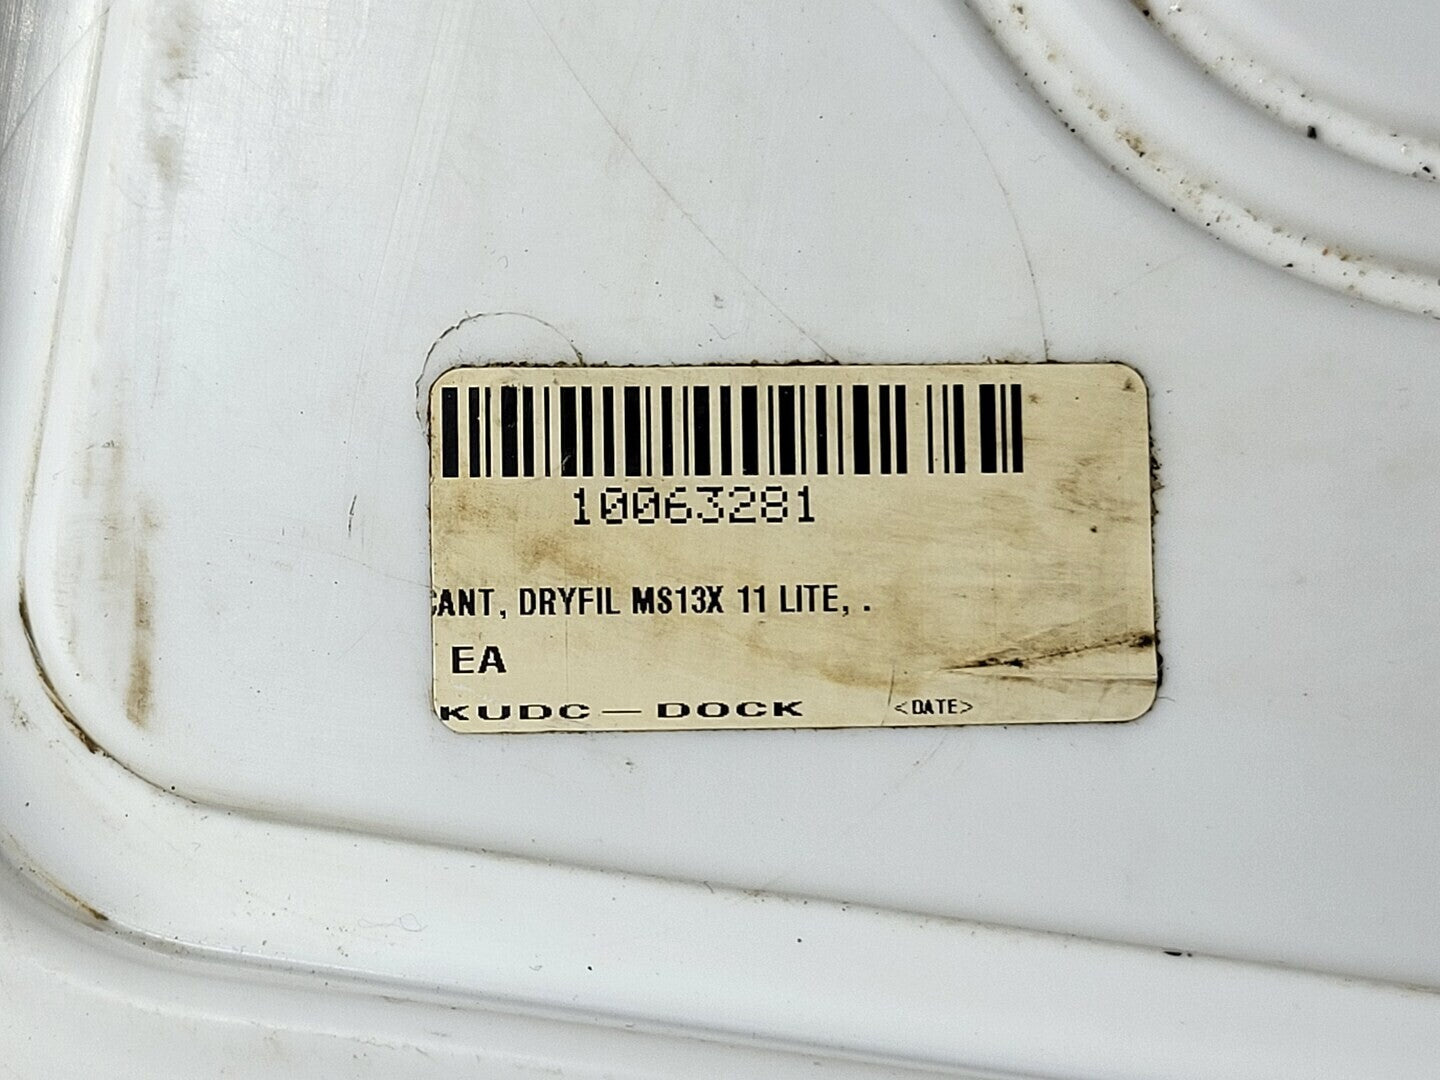 10063281
CANT, DRYFIL MS13X 11 LITE, .
EA
KUDC-DOCK <DATE>